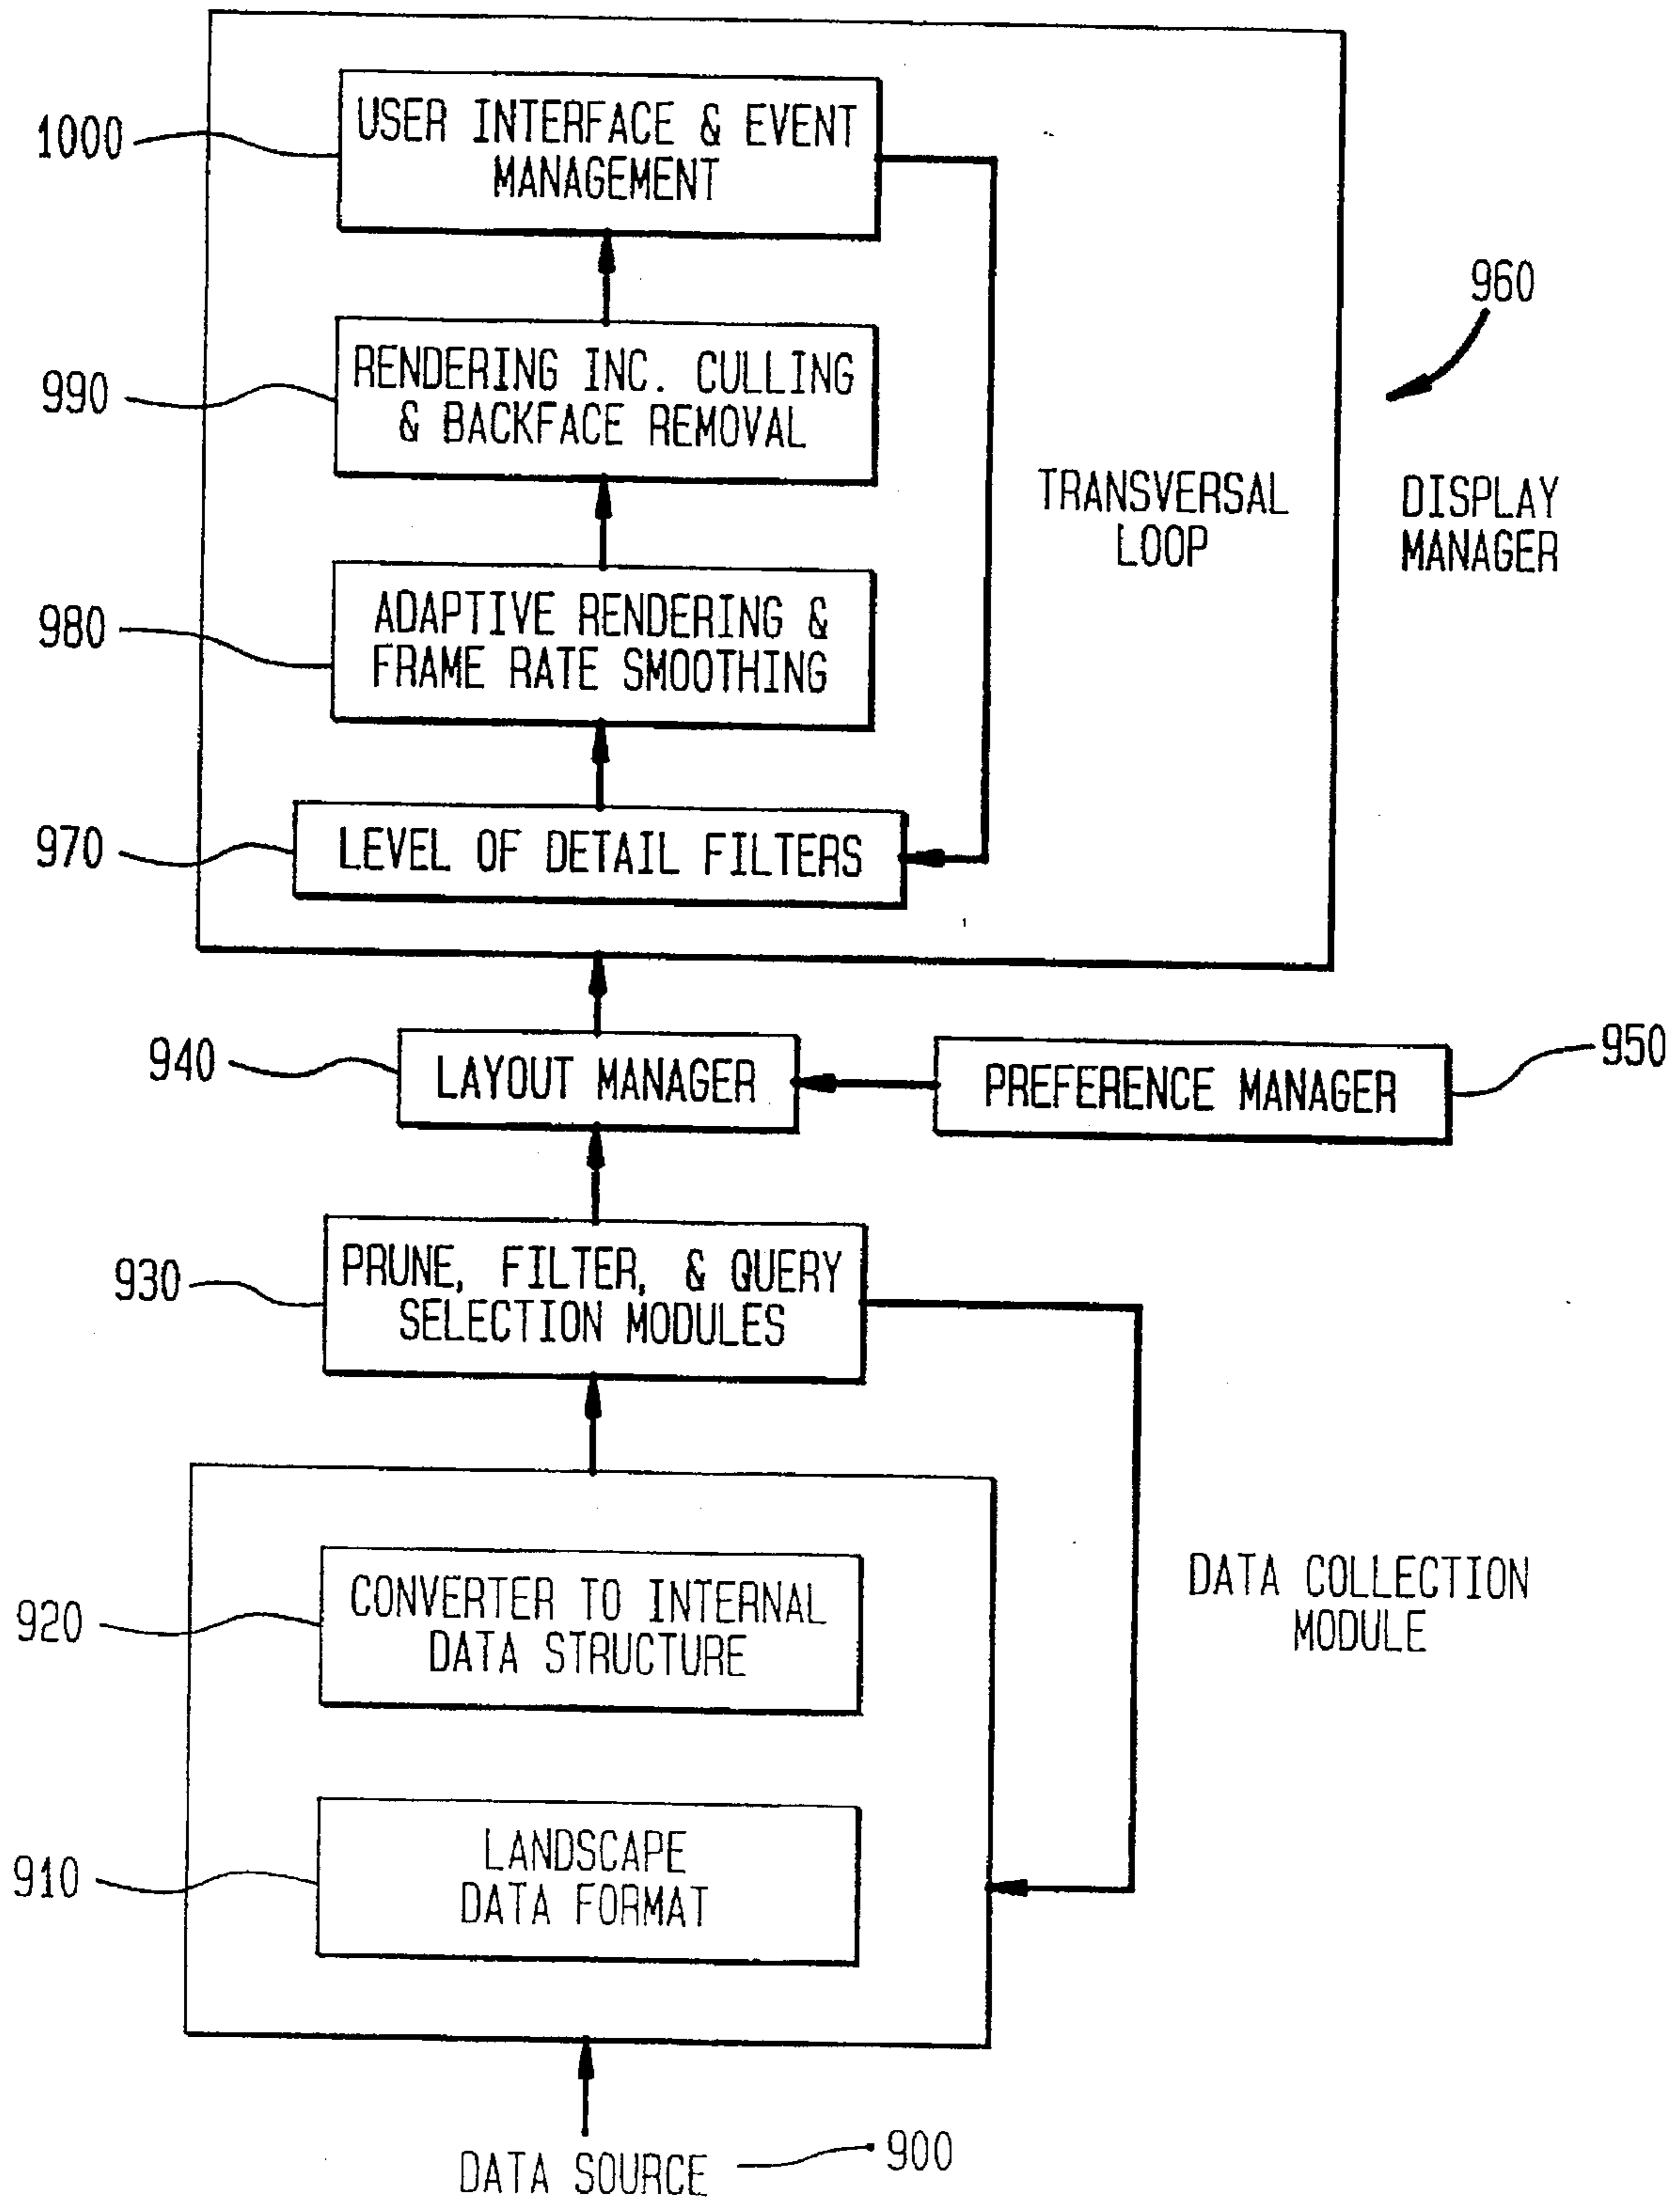 1000
USER INTERFACE & EVENT
MANAGEMENT
960
990
RENDERING INC. CULLING
& BACKFACE REMOVAL
TRANSVERSAL
LOOP
DISPLAY
MANAGER
980
ADAPTIVE RENDERING &
FRAME RATE SMOOTHING
970
LEVEL OF DETAIL FILTERS
940
LAYOUT MANAGER
PREFERENCE MANAGER
950
930
PRUNE, FILTER, & QUERY
SELECTION MODULES
920
CONVERTER TO INTERNAL
DATA STRUCTURE
DATA COLLECTION
MODULE
910
LANDSCAPE
DATA FORMAT
DATA SOURCE
900